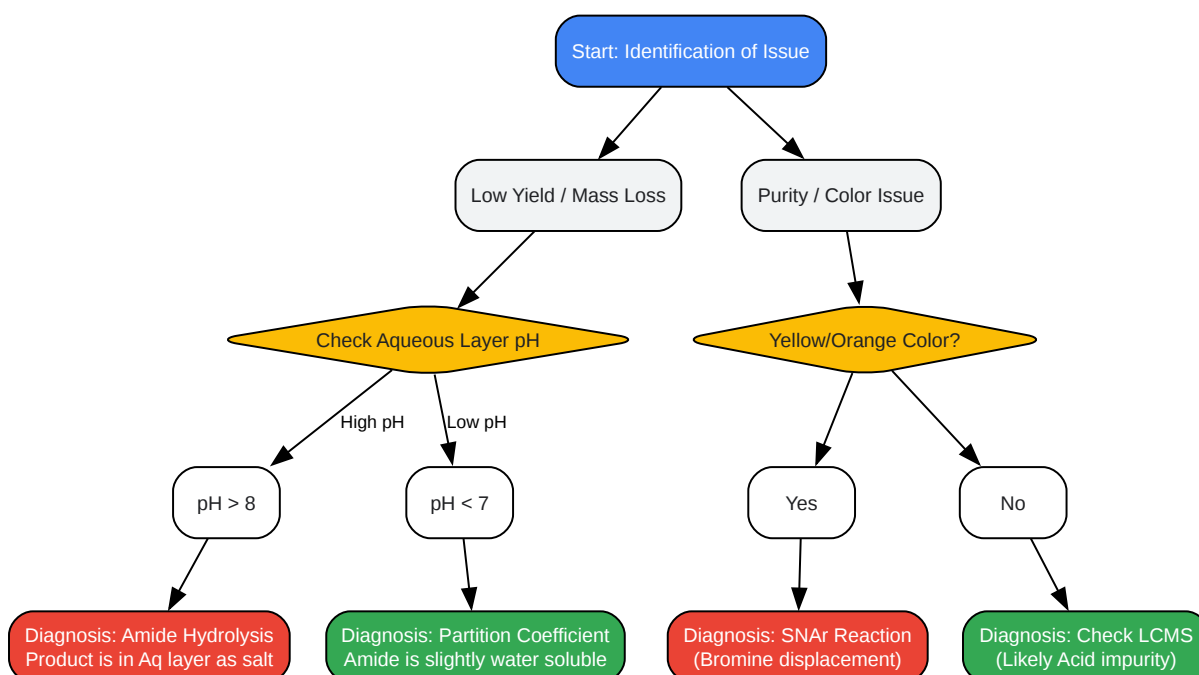 Start: Identification of Issue
Low Yield / Mass Loss
Purity / Color Issue
Check Aqueous Layer pH
Yellow/Orange Color?
High pH
Low pH
pH > 8
pH < 7
Yes
No
Diagnosis: Amide Hydrolysis
Product is in Aq layer as salt
Diagnosis: Partition Coefficient
Amide is slightly water soluble
Diagnosis: SNAr Reaction
(Bromine displacement)
Diagnosis: Check LCMS
(Likely Acid impurity)